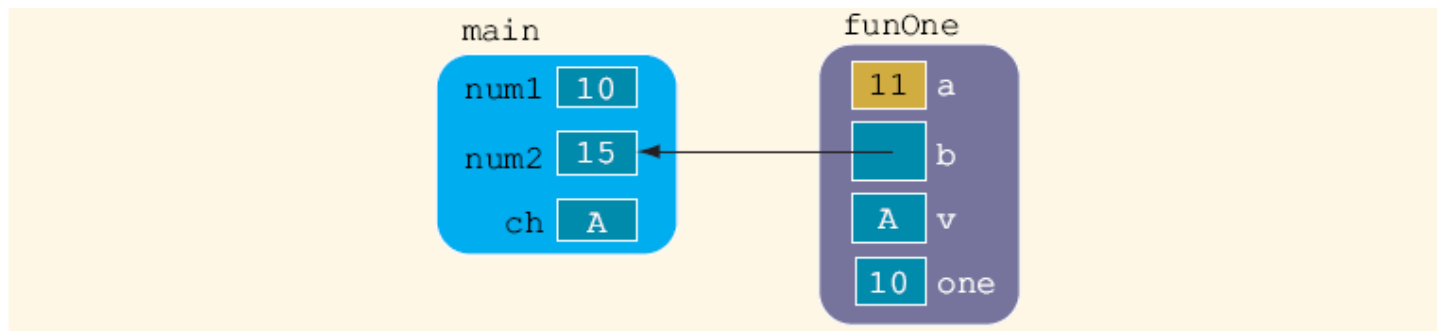 main
num1 10
num2 15
ch A
funOne
11 a
b
A v
10 one